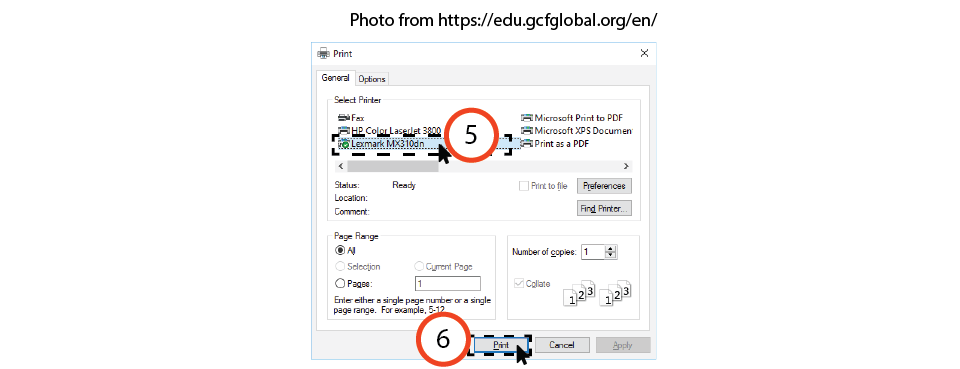 Photo from https://edu.gcfglobal.org/en/
Print
General Options
Select Printer
Fax
Microsoft Print to PDF
HP Color LaserJet 3800
Microsoft XPS Document
5
Lexmark MX310dn
Print as a PDF
Status: Ready
Print to file
Preferences
Location:
Comment:
Find Printer...
Page Range
All
Selection
Current Page
Pages: 1
Enter either a single page number or a single
page range. For example, 5-12
Number of copies: 1
Collate
1 2 3 1 2 3
6
Print Cancel Apply